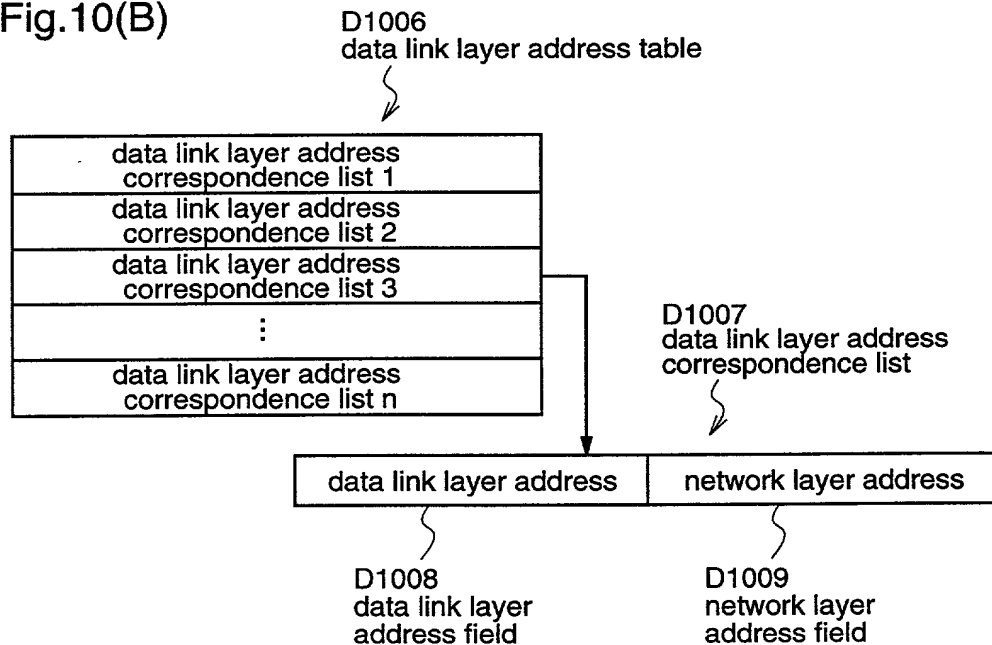 Fig.10(B)
D1006
data link layer address table
data link layer address
correspondence list 1
data link layer address
correspondence list 2
data link layer address
correspondence list 3
⋮
data link layer address
correspondence list n
D1007
data link layer address
correspondence list
data link layer address
network layer address
D1008
data link layer
address field
D1009
network layer
address field